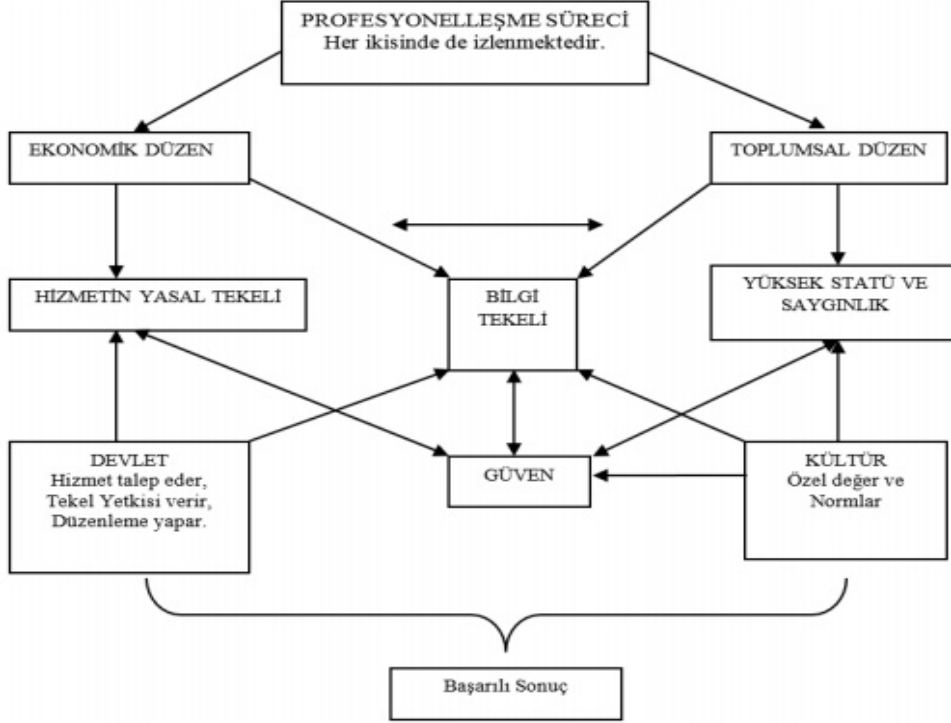 PROFESYONELLEŞME SÜRECİ
Her ikisinde de izlenmektedir.
EKONOMİK DÜZEN
TOPLUMSAL DÜZEN
HİZMETİN YASAL TEKELİ
BİLGİ
TEKELİ
YÜKSEK STATÜ VE
SAYGINLIK
DEVLET
Hizmet talep eder,
Tekel Yetkisi verir,
Düzenleme yapar.
GÜVEN
KÜLTÜR
Özel değer ve
Normlar
Başarılı Sonuç